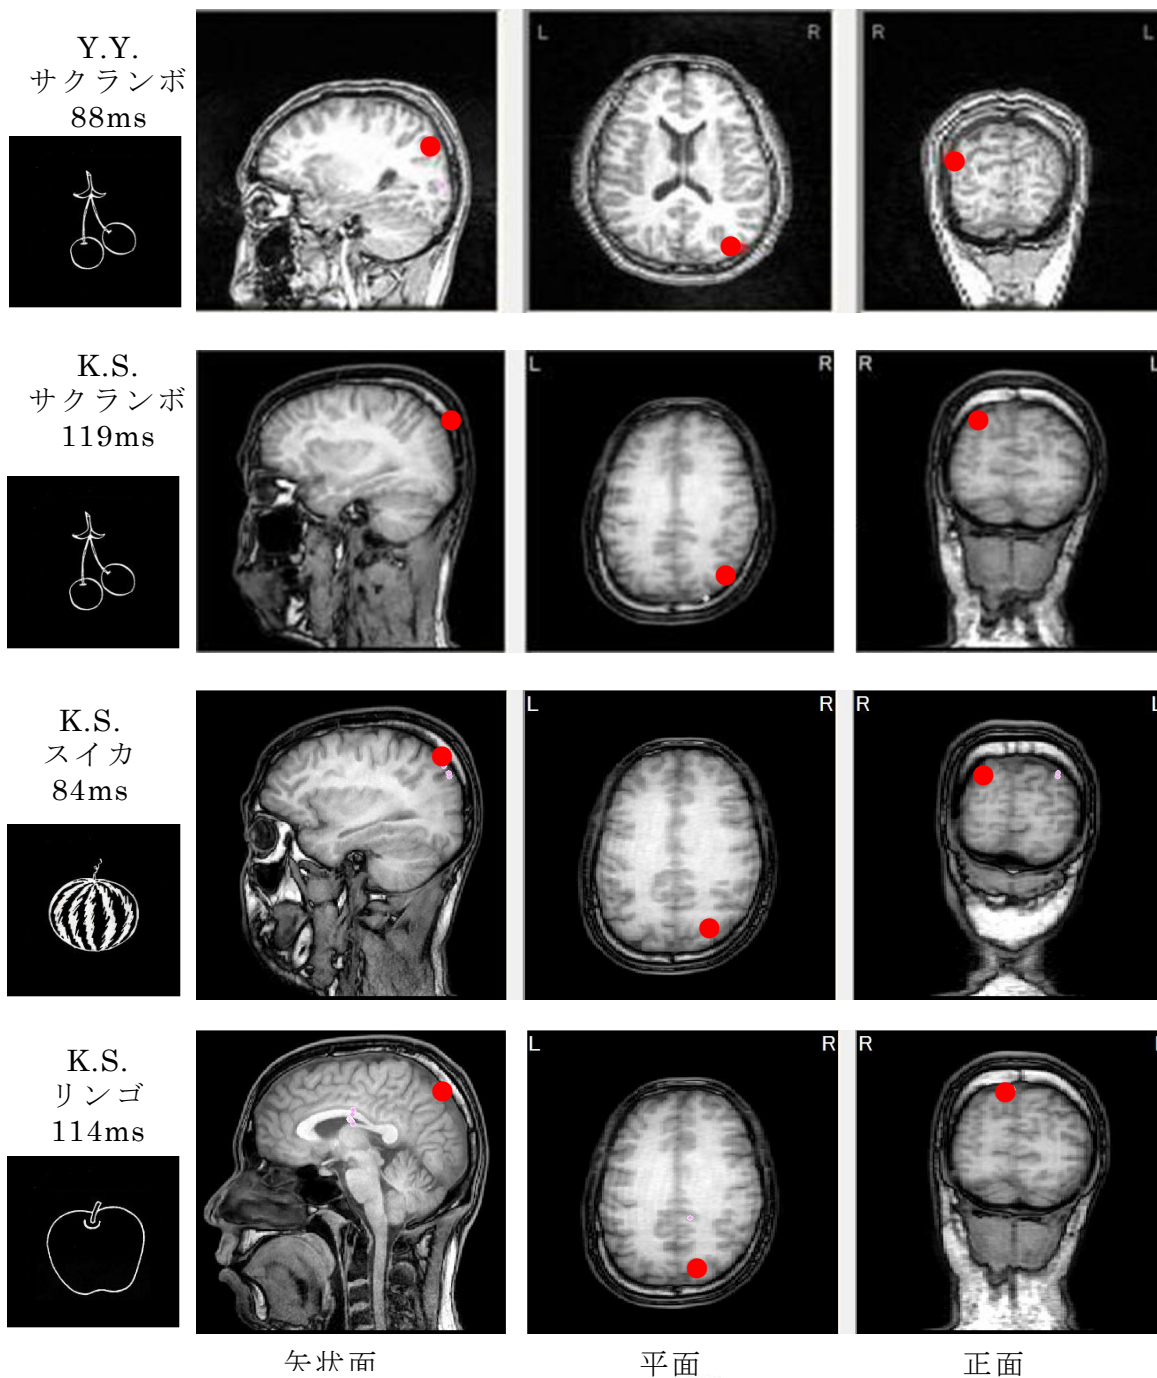 Y.Y.
サクランボ
88ms
L R
R L
K.S.
サクランボ
119ms
L R
R L
K.S.
スイカ
84ms
L R
R L
K.S.
リンゴ
114ms
L R
R
矢状面
平面
正面